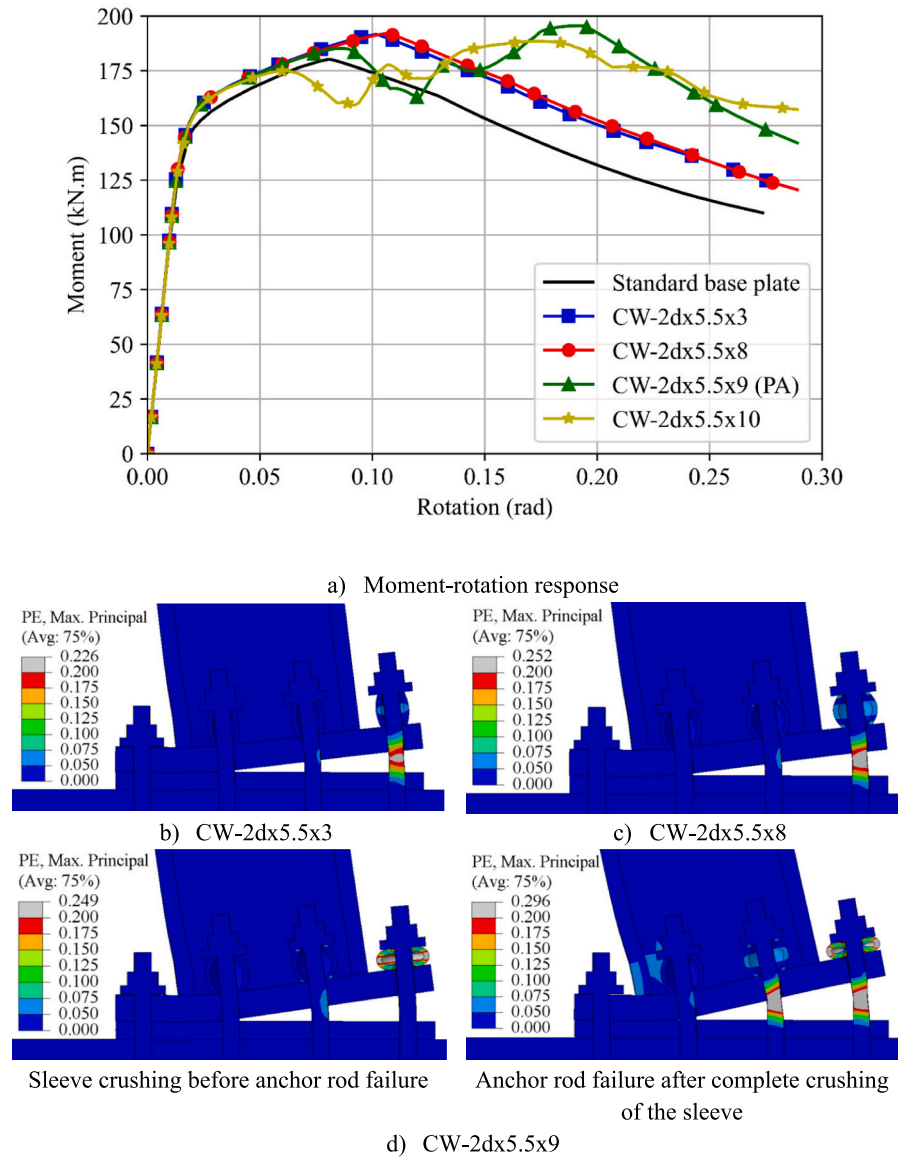 200
175
150
125
100
75
50
25
0
Moment (kN.m)
0.00 0.05 0.10 0.15 0.20 0.25 0.30
Rotation (rad)
Standard base plate
CW-2dx5.5x3
CW-2dx5.5x8
CW-2dx5.5x9 (PA)
CW-2dx5.5x10
a) Moment-rotation response
PE, Max. Principal
(Avg: 75%)
0.226
0.200
0.175
0.150
0.125
0.100
0.075
0.050
0.000
b) CW-2dx5.5x3
PE, Max. Principal
(Avg: 75%)
0.252
0.200
0.175
0.150
0.125
0.100
0.075
0.050
0.000
c) CW-2dx5.5x8
PE, Max. Principal
(Avg: 75%)
0.249
0.200
0.175
0.150
0.125
0.100
0.075
0.050
0.000
Sleeve crushing before anchor rod failure
PE, Max. Principal
(Avg: 75%)
0.296
0.200
0.175
0.150
0.125
0.100
0.075
0.050
0.000
Anchor rod failure after complete crushing
of the sleeve
d) CW-2dx5.5x9